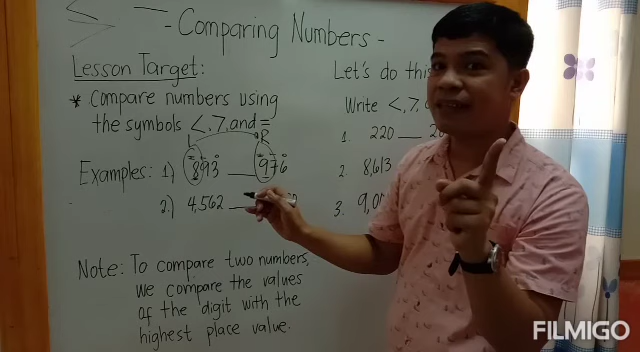 - Comparing Numbers -
Lesson Target:
* Compare numbers using
the symbols <, >, and =
Examples: 1) 893 ___ 976
2) 4,562 ___
Note: To compare two numbers,
we compare the values
of the digit with the
highest place value.
Let's do this
Write <, >,
1. 220 ___
2. 8,613
3.
FILMIGO